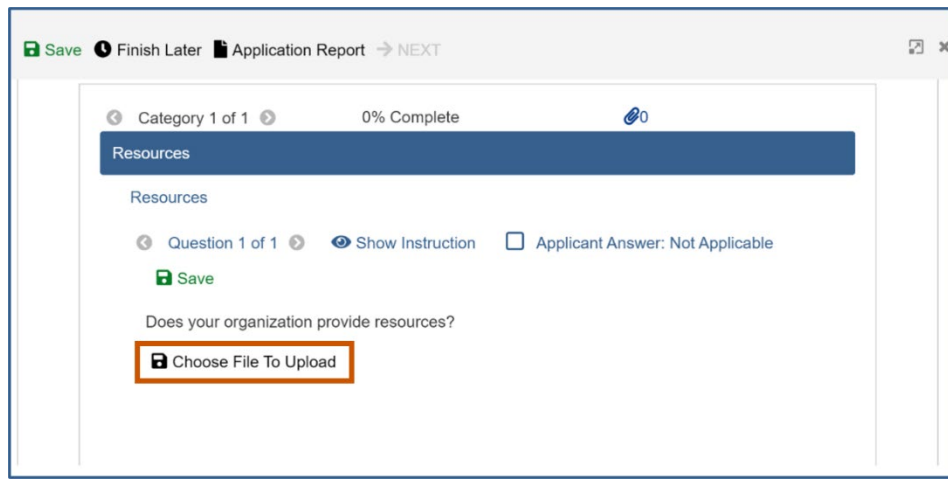 Save Finish Later Application Report NEXT
Category 1 of 1 0% Complete 0
Resources
Resources
Question 1 of 1 Show Instruction Applicant Answer: Not Applicable
Save
Does your organization provide resources?
Choose File To Upload